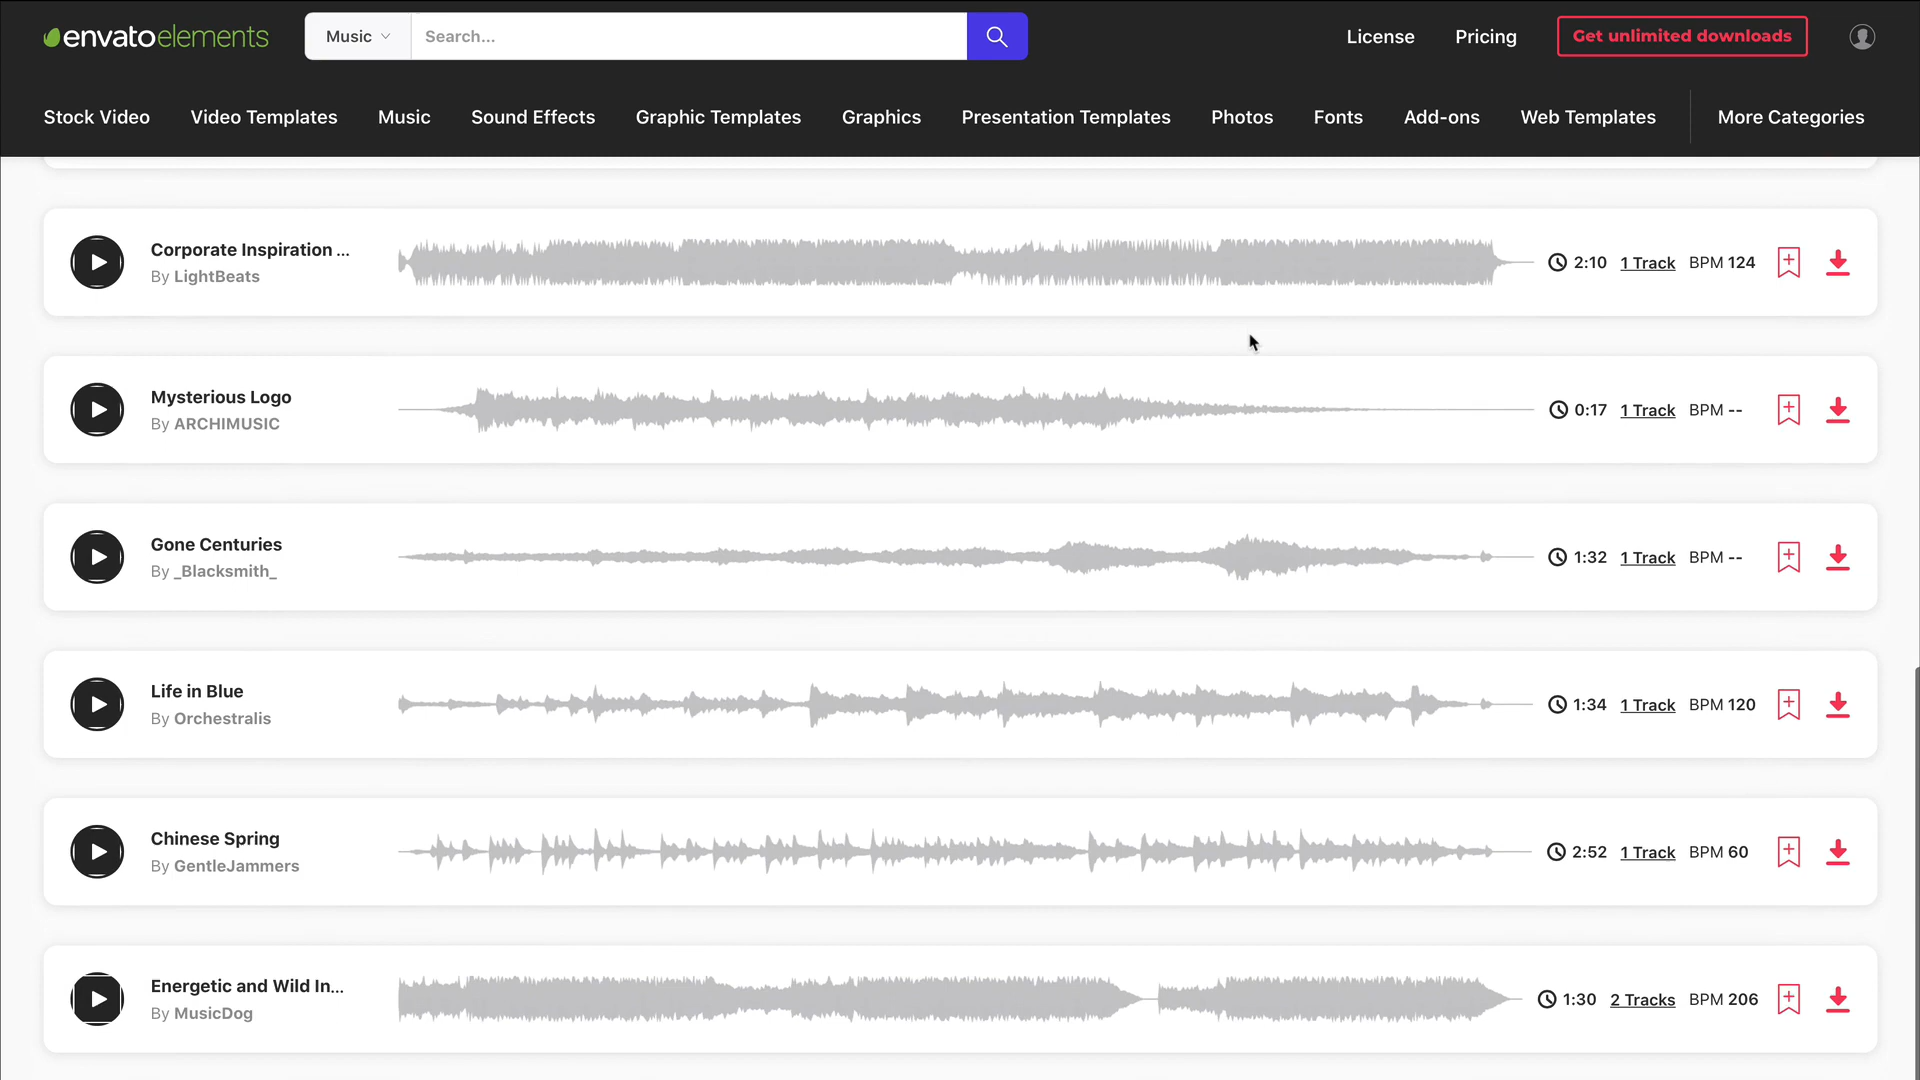 envatoelements
Music
Search...
License
Pricing
Get unlimited downloads
Stock Video
Video Templates
Music
Sound Effects
Graphic Templates
Graphics
Presentation Templates
Photos
Fonts
Add-ons
Web Templates
More Categories
Corporate Inspiration ...
By LightBeats
2:10 1 Track BPM 124
Mysterious Logo
By ARCHIMUSIC
0:17 1 Track BPM --
Gone Centuries
By _Blacksmith_
1:32 1 Track BPM --
Life in Blue
By Orchestralis
1:34 1 Track BPM 120
Chinese Spring
By GentleJammers
2:52 1 Track BPM 60
Energetic and Wild In...
By MusicDog
1:30 2 Tracks BPM 206